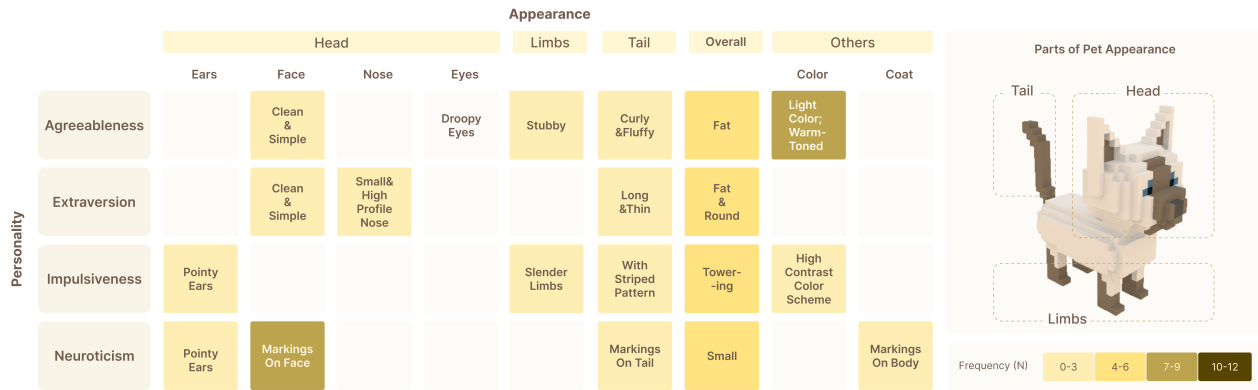 Appearance
Head
Limbs
Tail
Overall
Others
Ears
Face
Nose
Eyes
Color
Coat
Personality
Agreeableness
Clean
&
Simple
Droopy
Eyes
Stubby
Curly
&Fluffy
Fat
Light
Color;
Warm-
Toned
Extraversion
Clean
&
Simple
Small&
High
Profile
Nose
Long
&Thin
Fat
&
Round
Impulsiveness
Pointy
Ears
Slender
Limbs
With
Striped
Pattern
Tower-
-ing
High
Contrast
Color
Scheme
Neuroticism
Pointy
Ears
Markings
On Face
Markings
On Tail
Small
Markings
On Body
Parts of Pet Appearance
Tail
Head
Limbs
Frequency (N)
0-3
4-6
7-9
10-12